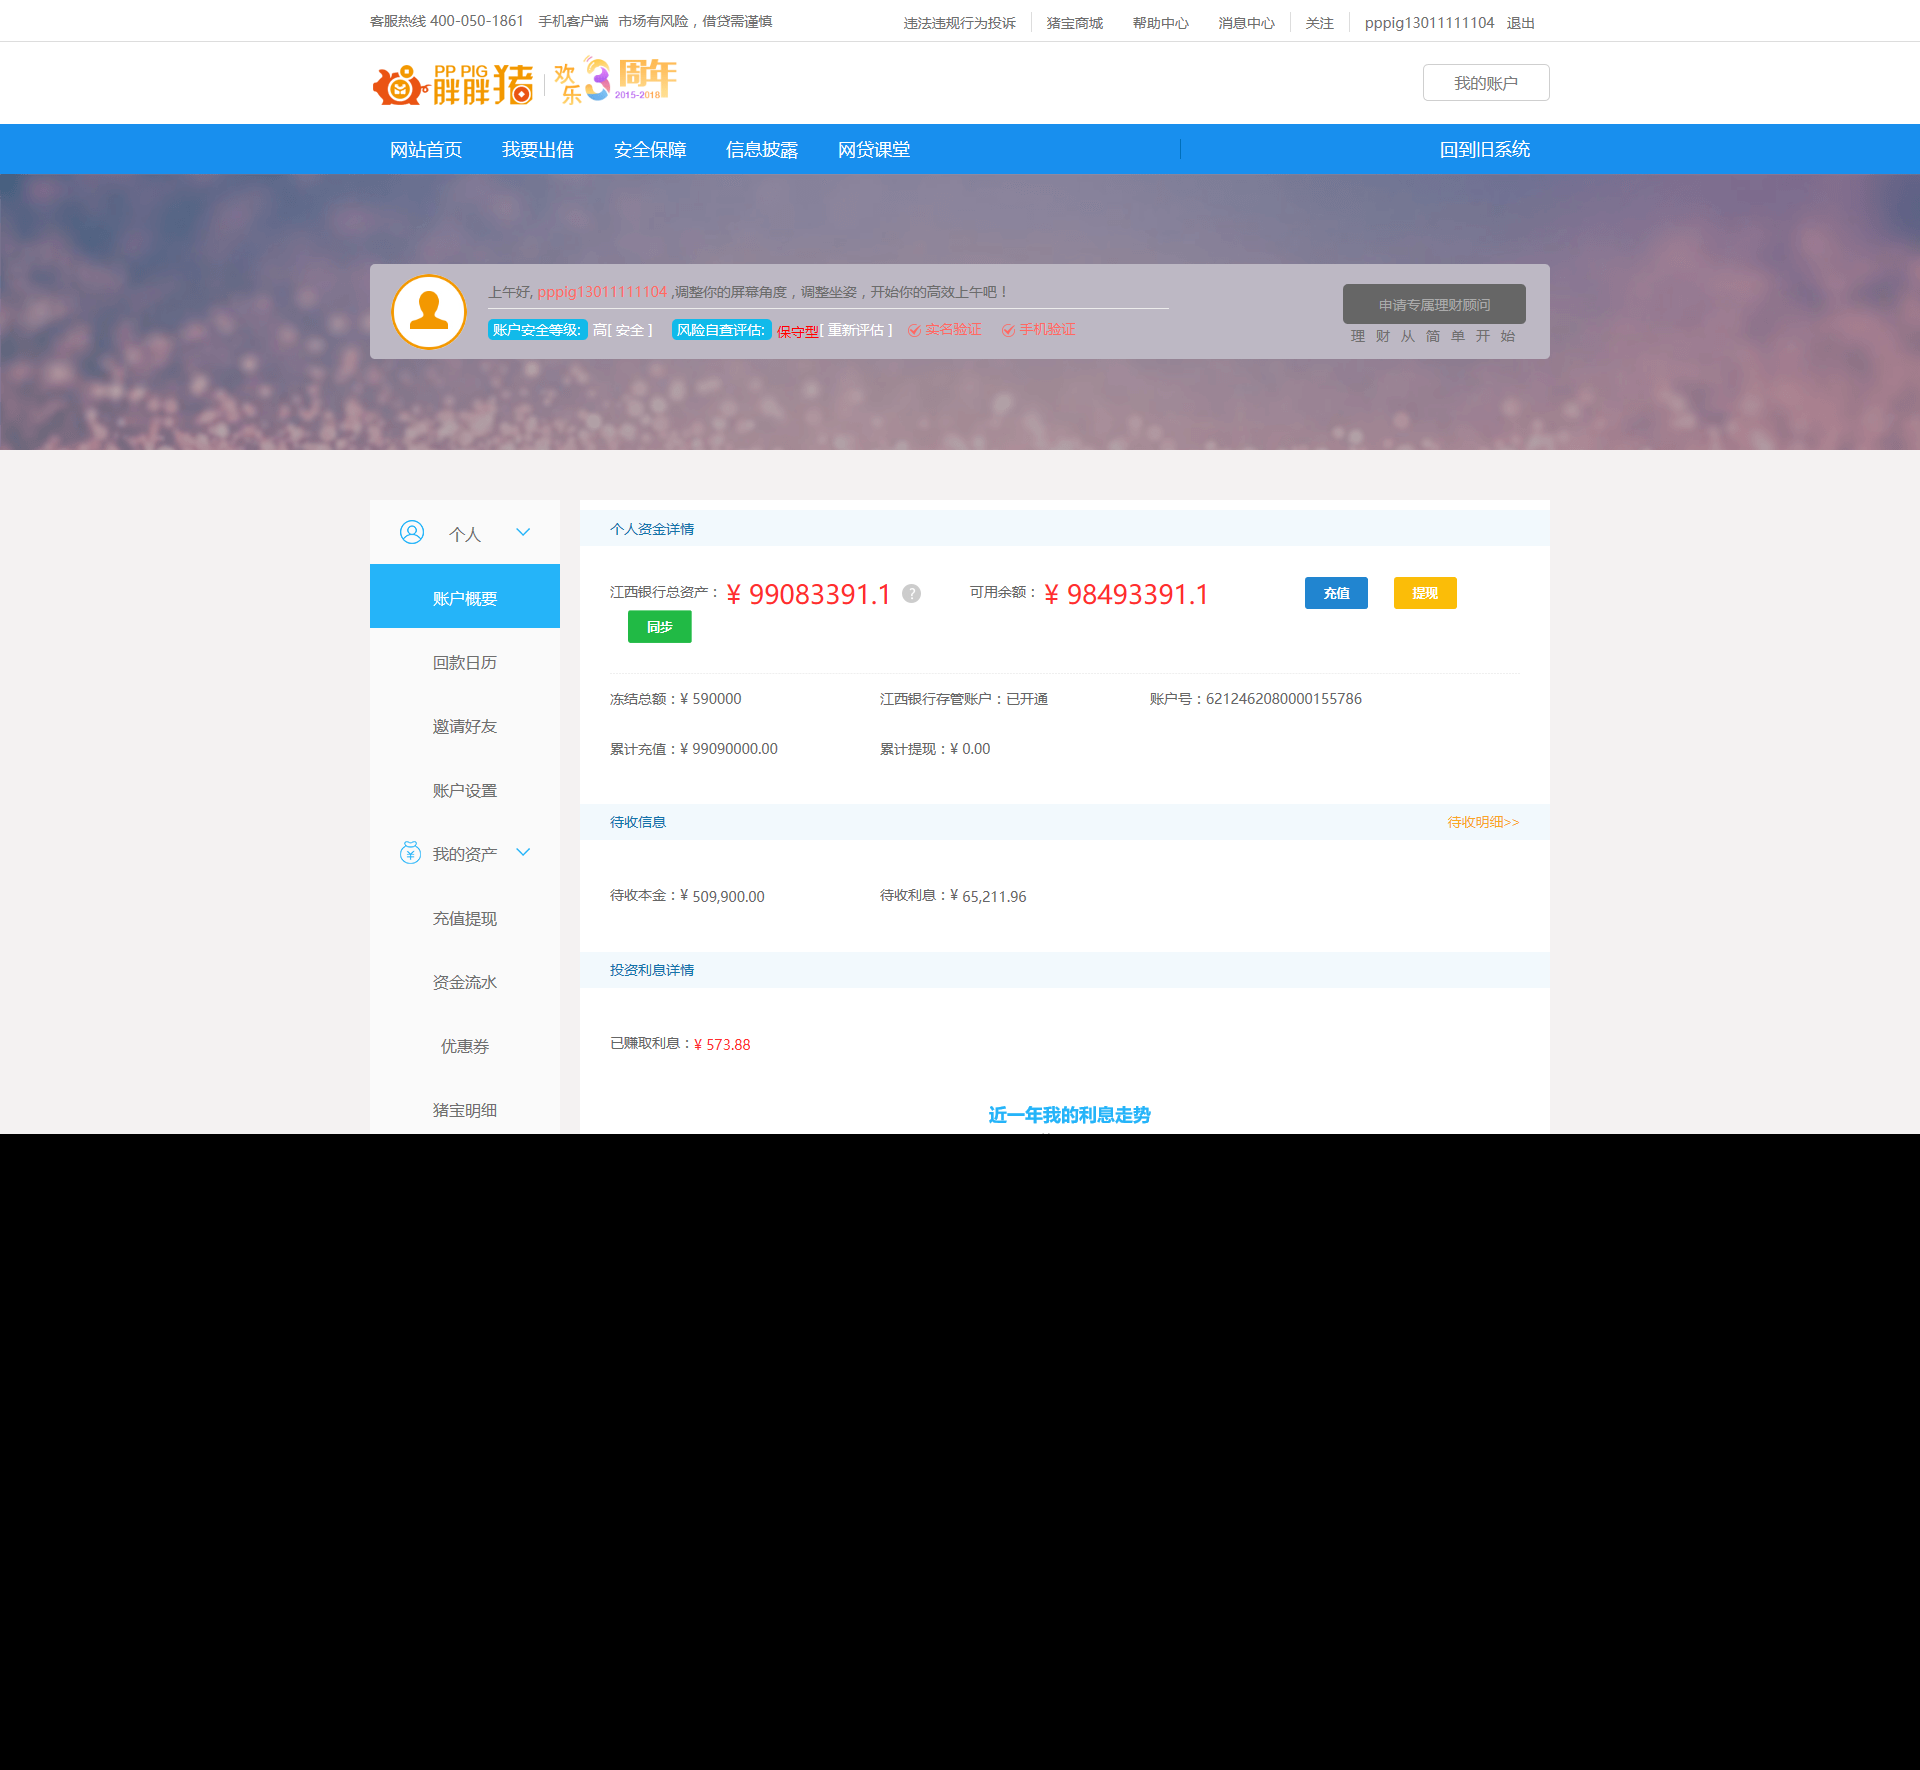 客服热线 400-050-1861 手机客户端 市场有风险，借贷需谨慎
违法违规行为投诉 猪宝商城 帮助中心 消息中心 关注 pppig13011111104 退出
PP PIG 胖胖猪 欢乐3周年 2015-2018
我的账户
网站首页 我要出借 安全保障 信息披露 网贷课堂 回到旧系统
上午好, pppig13011111104 ,调整你的屏幕角度，调整坐姿，开始你的高效上午吧！
账户安全等级: 高[ 安全 ] 风险自查评估: 保守型[ 重新评估 ] 实名验证 手机验证
申请专属理财顾问
理 财 从 简 单 开 始
个人
账户概要
回款日历
邀请好友
账户设置
我的资产
充值提现
资金流水
优惠券
猪宝明细
个人资金详情
江西银行总资产： ¥ 99083391.1 ? 可用余额： ¥ 98493391.1 充值 提现
同步
冻结总额：¥ 590000 江西银行存管账户：已开通 账户号：6212462080000155786
累计充值：¥ 99090000.00 累计提现：¥ 0.00
待收信息 待收明细>>
待收本金：¥ 509,900.00 待收利息：¥ 65,211.96
投资利息详情
已赚取利息：¥ 573.88
近一年我的利息走势